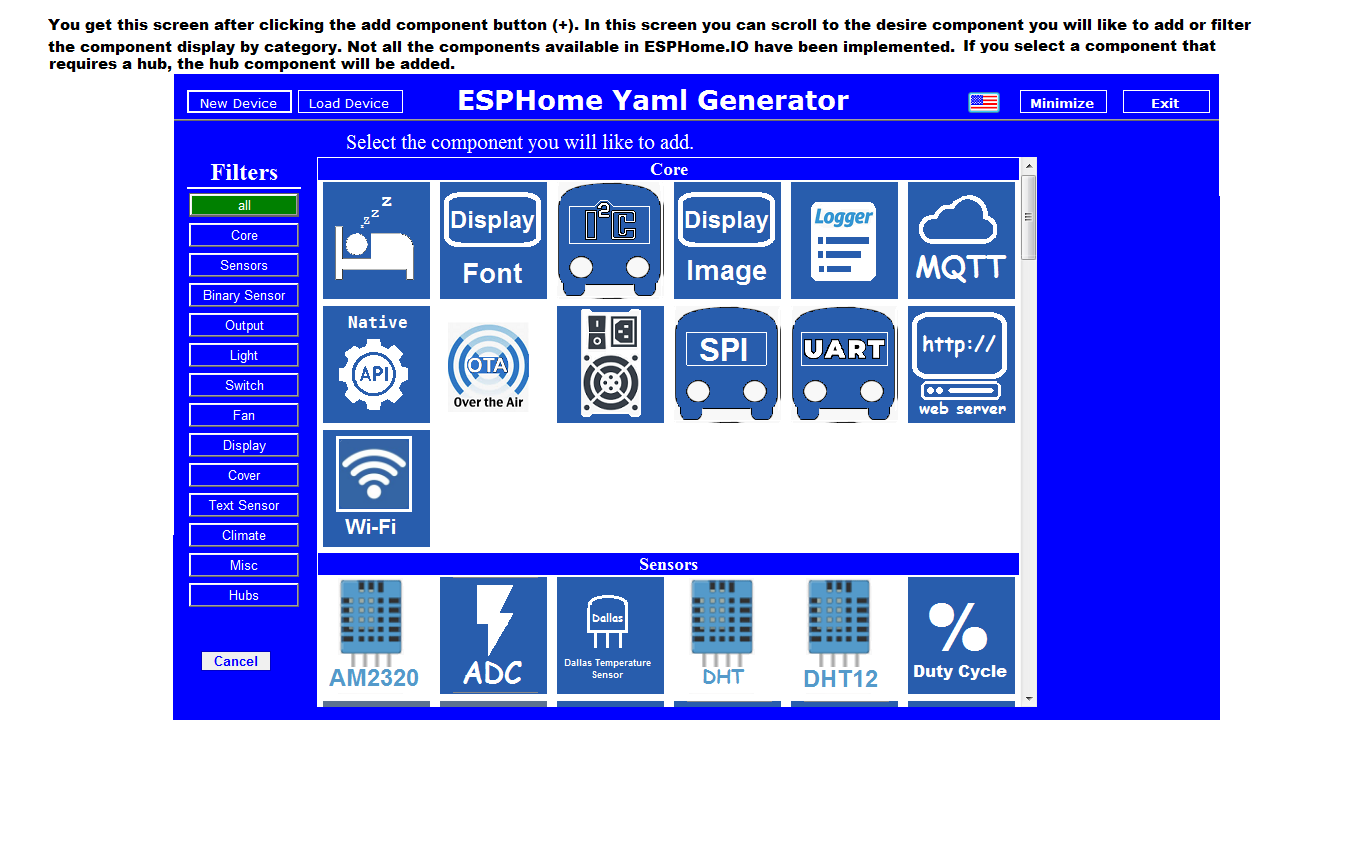 You get this screen after clicking the add component button (+). In this screen you can scroll to the desire component you will like to add or filter
the component display by category. Not all the components available in ESPHome.IO have been implemented. If you select a component that
requires a hub, the hub component will be added.
New Device
Load Device
ESPHome Yaml Generator
Minimize
Exit
Select the component you will like to add.
Filters
all
Core
Sensors
Binary Sensor
Output
Light
Switch
Fan
Display
Cover
Text Sensor
Climate
Misc
Hubs
Cancel
Core
z z z z
Display
Font
I2C
Display
Image
Logger
MQTT
Native
API
OTA
Over the Air
SPI
UART
http://
web server
Wi-Fi
Sensors
AM2320
ADC
Dallas
Dallas Temperature
Sensor
DHT
DHT12
%
Duty Cycle